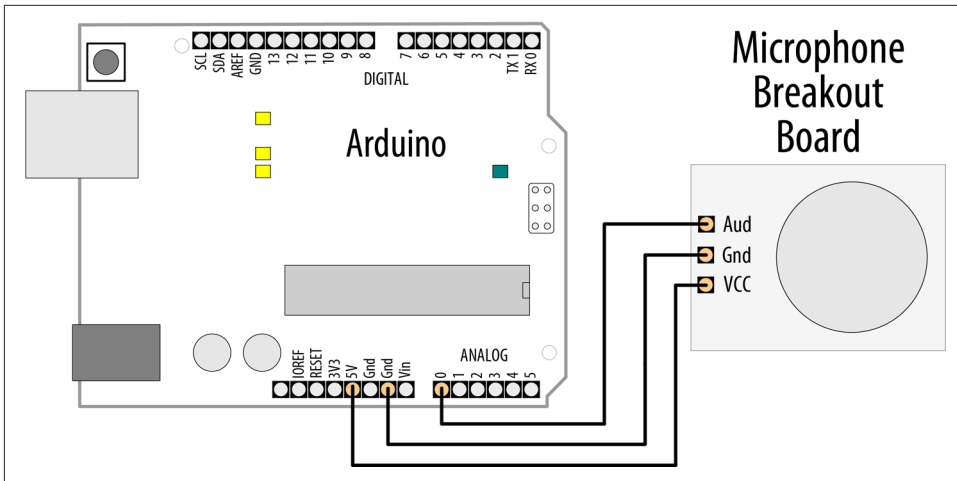 SCL SDA AREF GND 13 12 11 10 9 8 7 6 5 4 3 2 TX 1 RX 0
DIGITAL
Arduino
Microphone
Breakout
Board
Aud
Gnd
VCC
ANALOG
IOREF RESET 3V3 5V Gnd Gnd Vin 0 1 2 3 4 5